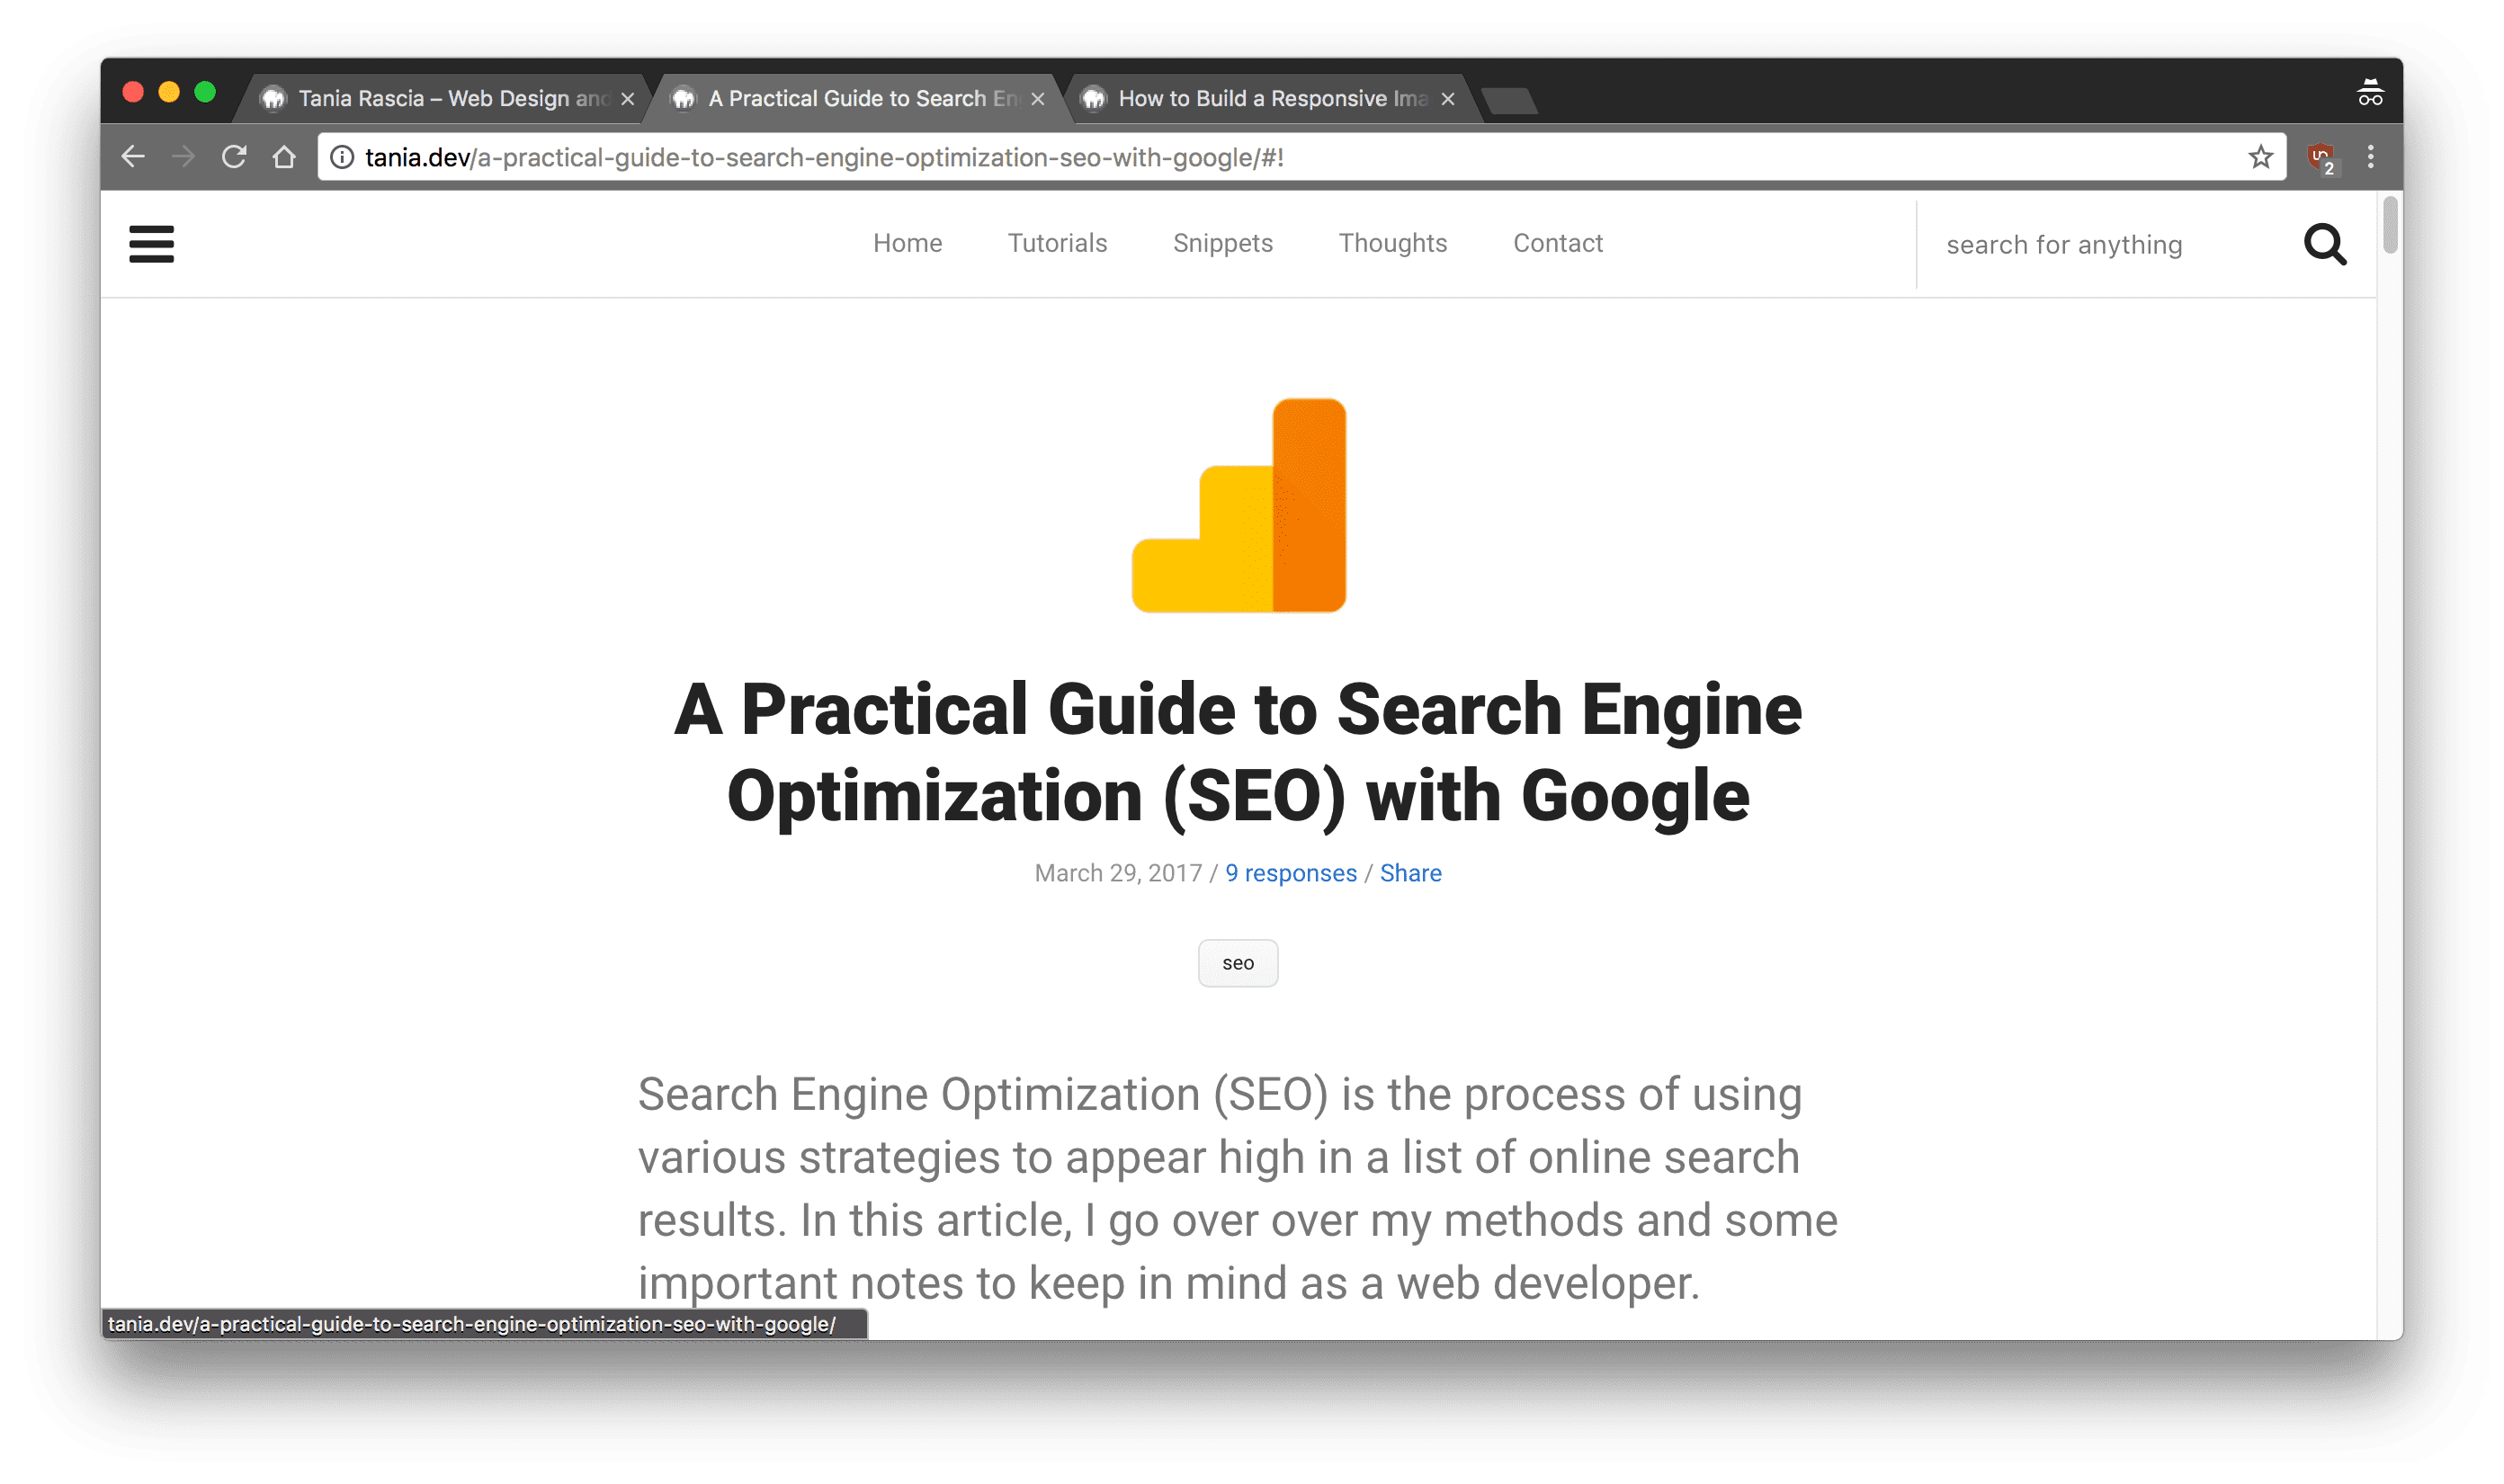 Tania Rascia – Web Design and
A Practical Guide to Search En
How to Build a Responsive Ima
tania.dev/a-practical-guide-to-search-engine-optimization-seo-with-google/#!
2
Home Tutorials Snippets Thoughts Contact
search for anything
A Practical Guide to Search Engine
Optimization (SEO) with Google
March 29, 2017 / 9 responses / Share
seo
Search Engine Optimization (SEO) is the process of using
various strategies to appear high in a list of online search
results. In this article, I go over over my methods and some
important notes to keep in mind as a web developer.
tania.dev/a-practical-guide-to-search-engine-optimization-seo-with-google/